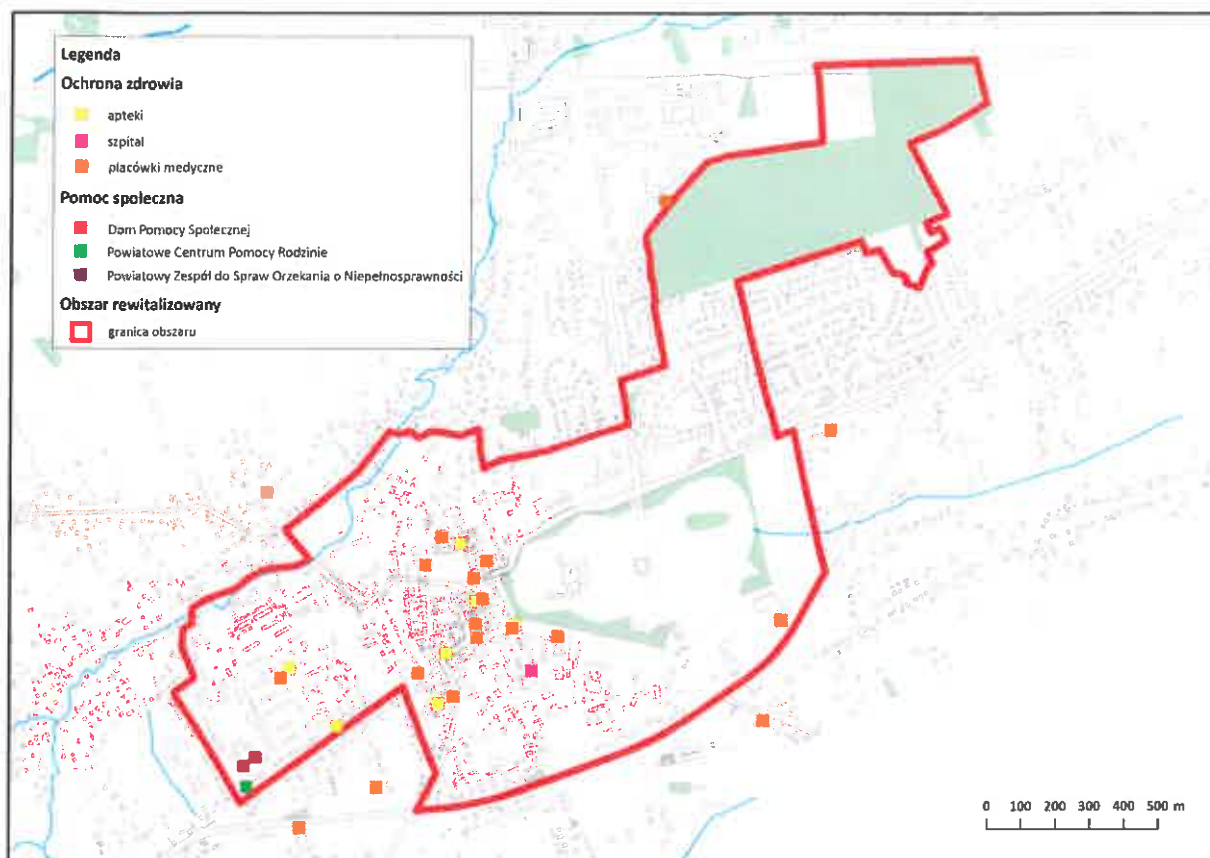 Legenda
Ochrona zdrowia
apteki
szpital
placówki medyczne
Pomoc społeczna
Dom Pomocy Społecznej
Powiatowe Centrum Pomocy Rodzinie
Powiatowy Zespół do Spraw Orzekania o Niepełnosprawności
Obszar rewitalizowany
granica obszaru
0 100 200 300 400 500 m